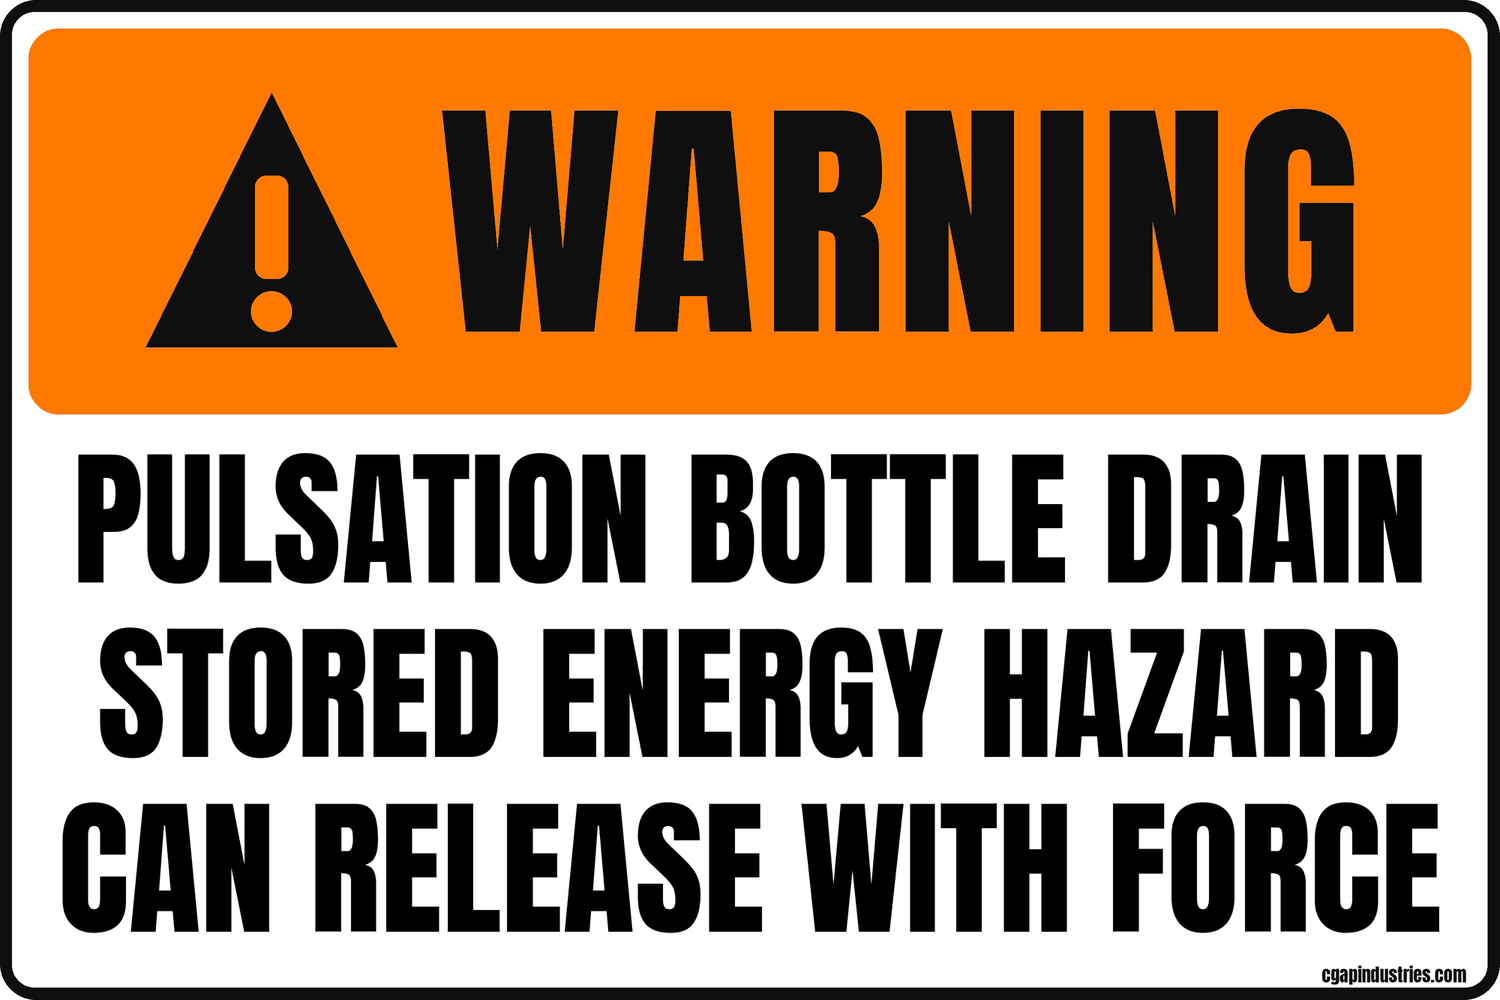 WARNING
PULSATION BOTTLE DRAIN
STORED ENERGY HAZARD
CAN RELEASE WITH FORCE
cgapindustries.com